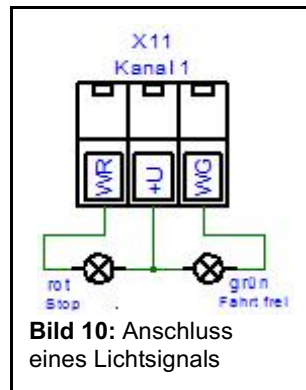 X11
Kanal 1
WR +U WG
rot grün
Stop Fahrt frei
Bild 10: Anschluss
eines Lichtsignals